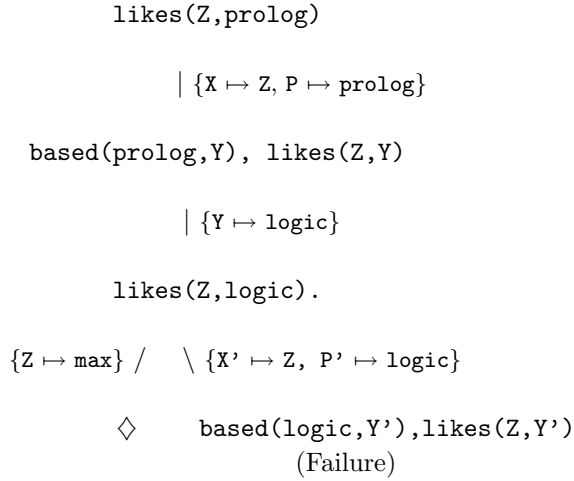 likes(Z,prolog)
| {X ↦ Z, P ↦ prolog}
based(prolog,Y), likes(Z,Y)
| {Y ↦ logic}
likes(Z,logic).
{Z ↦ max} / \ {X' ↦ Z, P' ↦ logic}
♢ based(logic,Y'),likes(Z,Y')
(Failure)